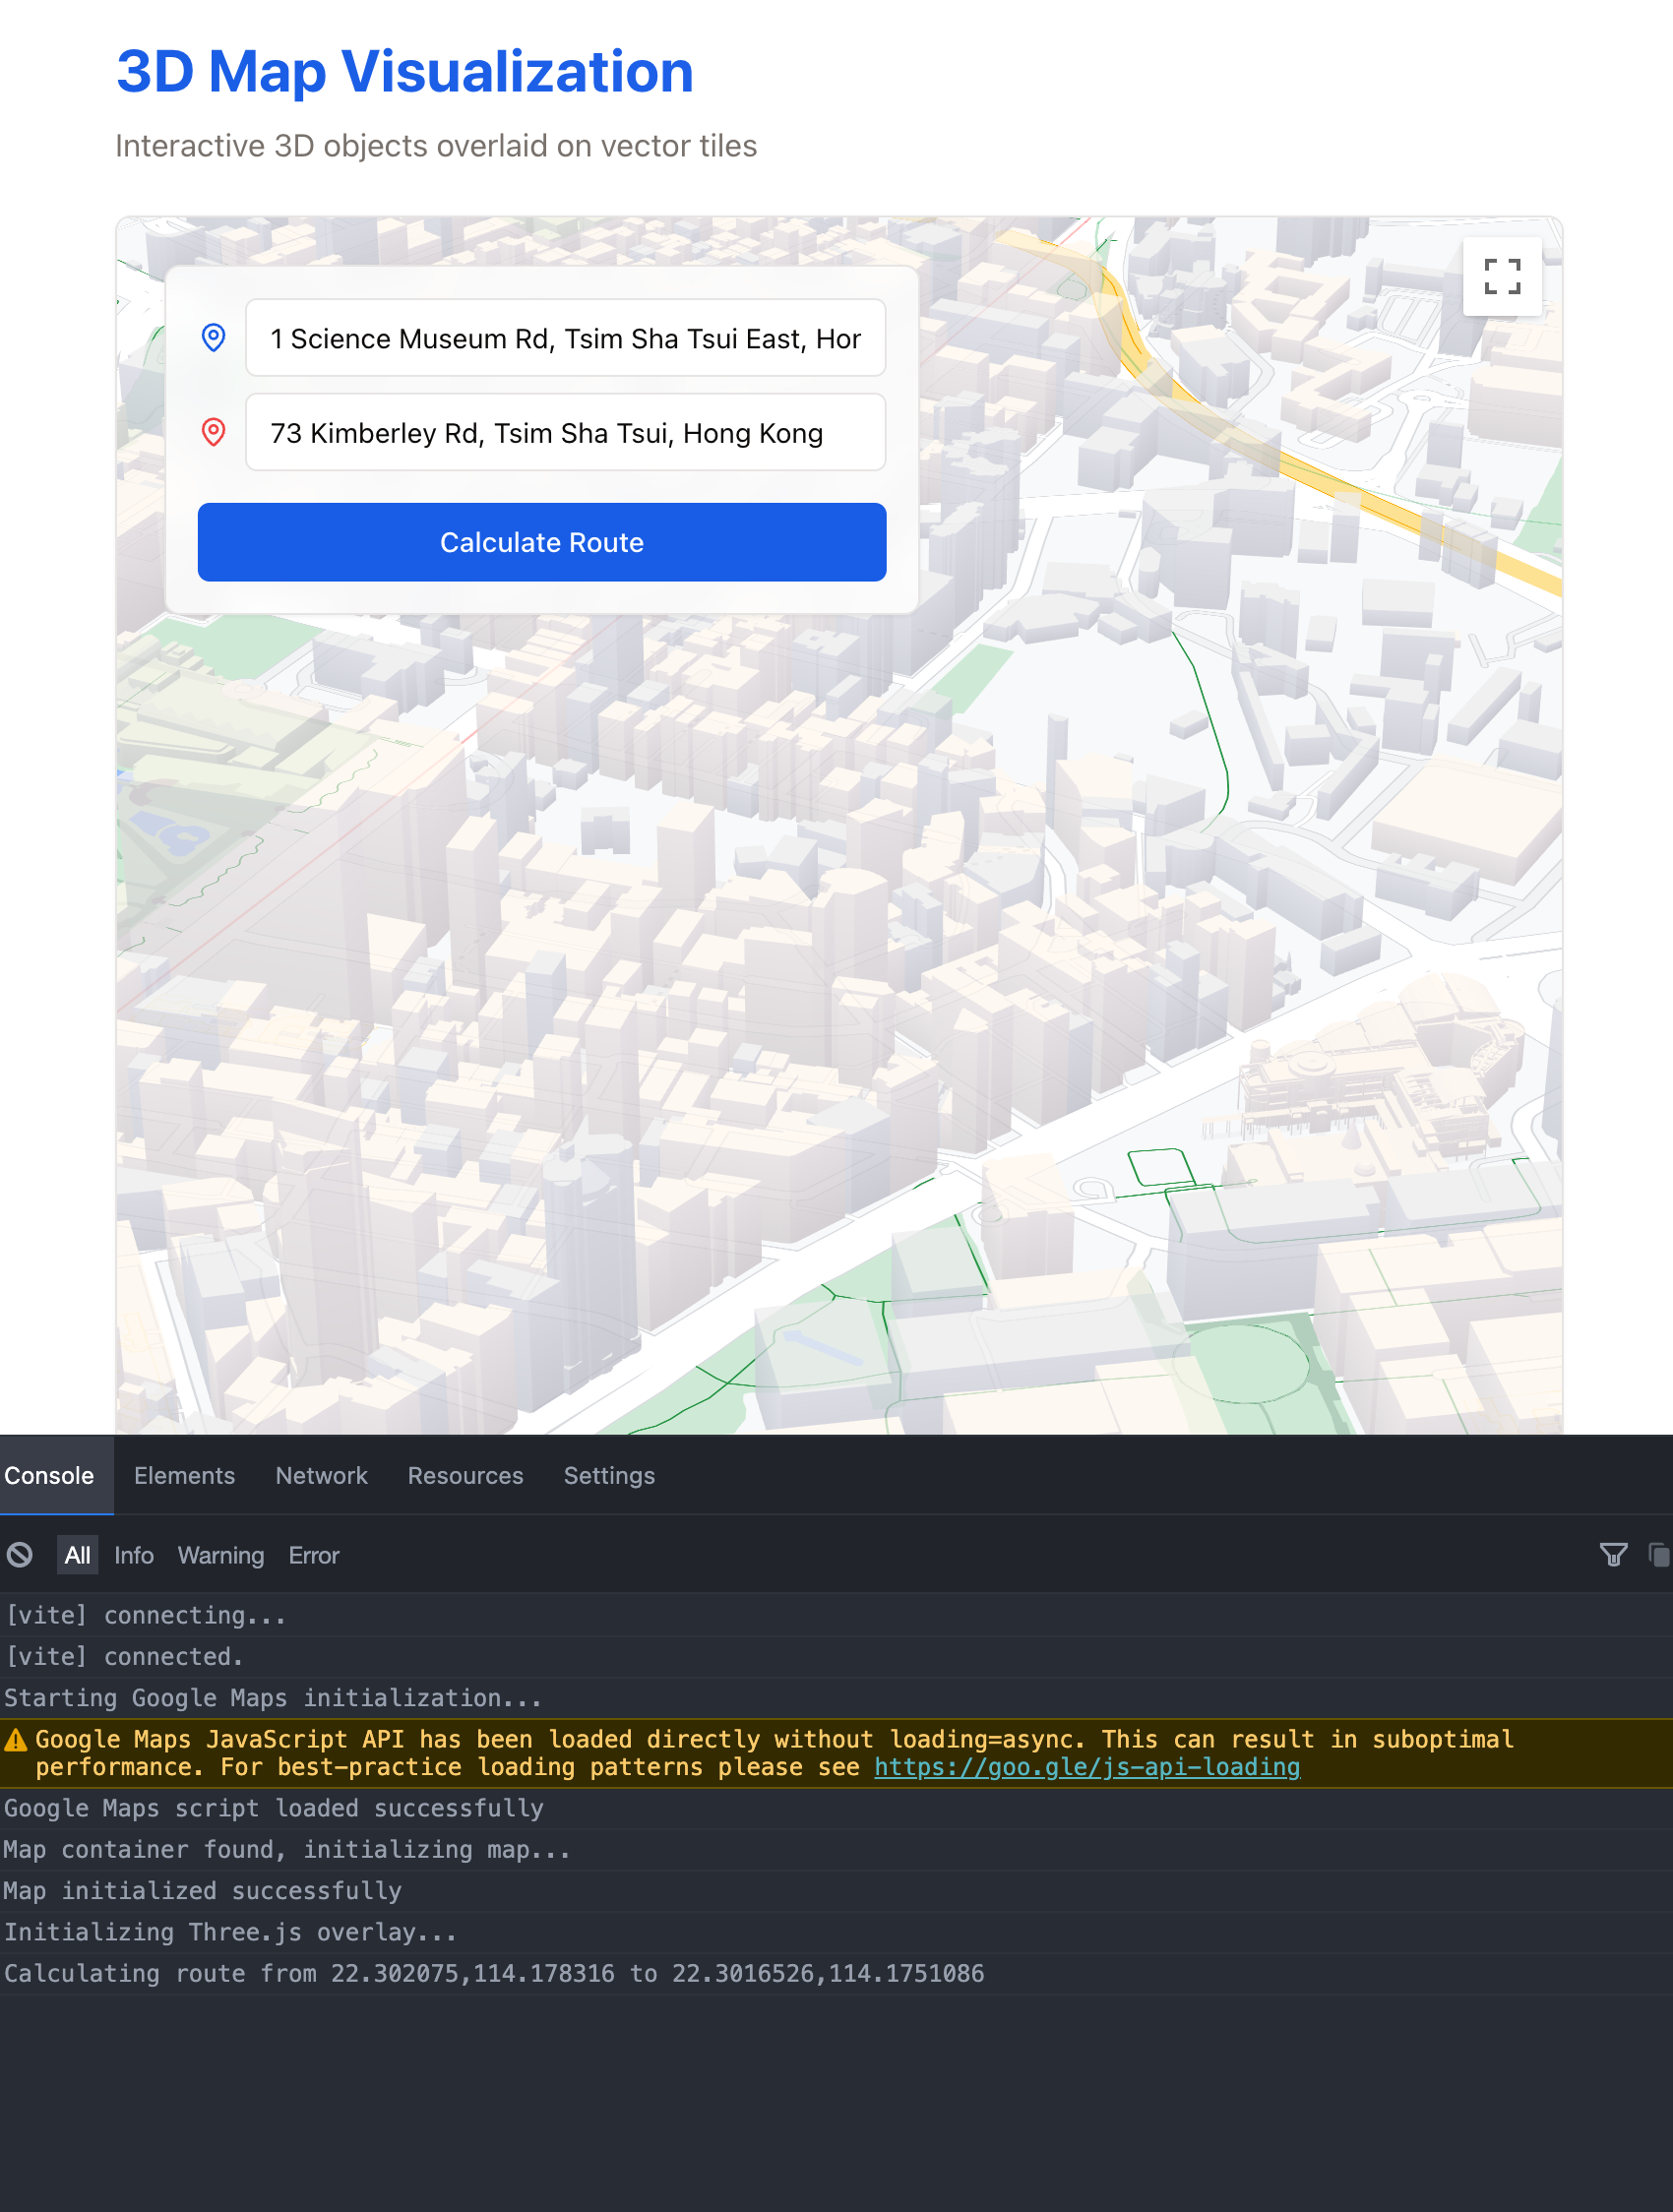 3D Map Visualization
Interactive 3D objects overlaid on vector tiles
1 Science Museum Rd, Tsim Sha Tsui East, Hor
73 Kimberley Rd, Tsim Sha Tsui, Hong Kong
Calculate Route
Console Elements Network Resources Settings
All Info Warning Error
[vite] connecting...
[vite] connected.
Starting Google Maps initialization...
Google Maps JavaScript API has been loaded directly without loading=async. This can result in suboptimal
performance. For best-practice loading patterns please see https://goo.gle/js-api-loading
Google Maps script loaded successfully
Map container found, initializing map...
Map initialized successfully
Initializing Three.js overlay...
Calculating route from 22.302075,114.178316 to 22.3016526,114.1751086